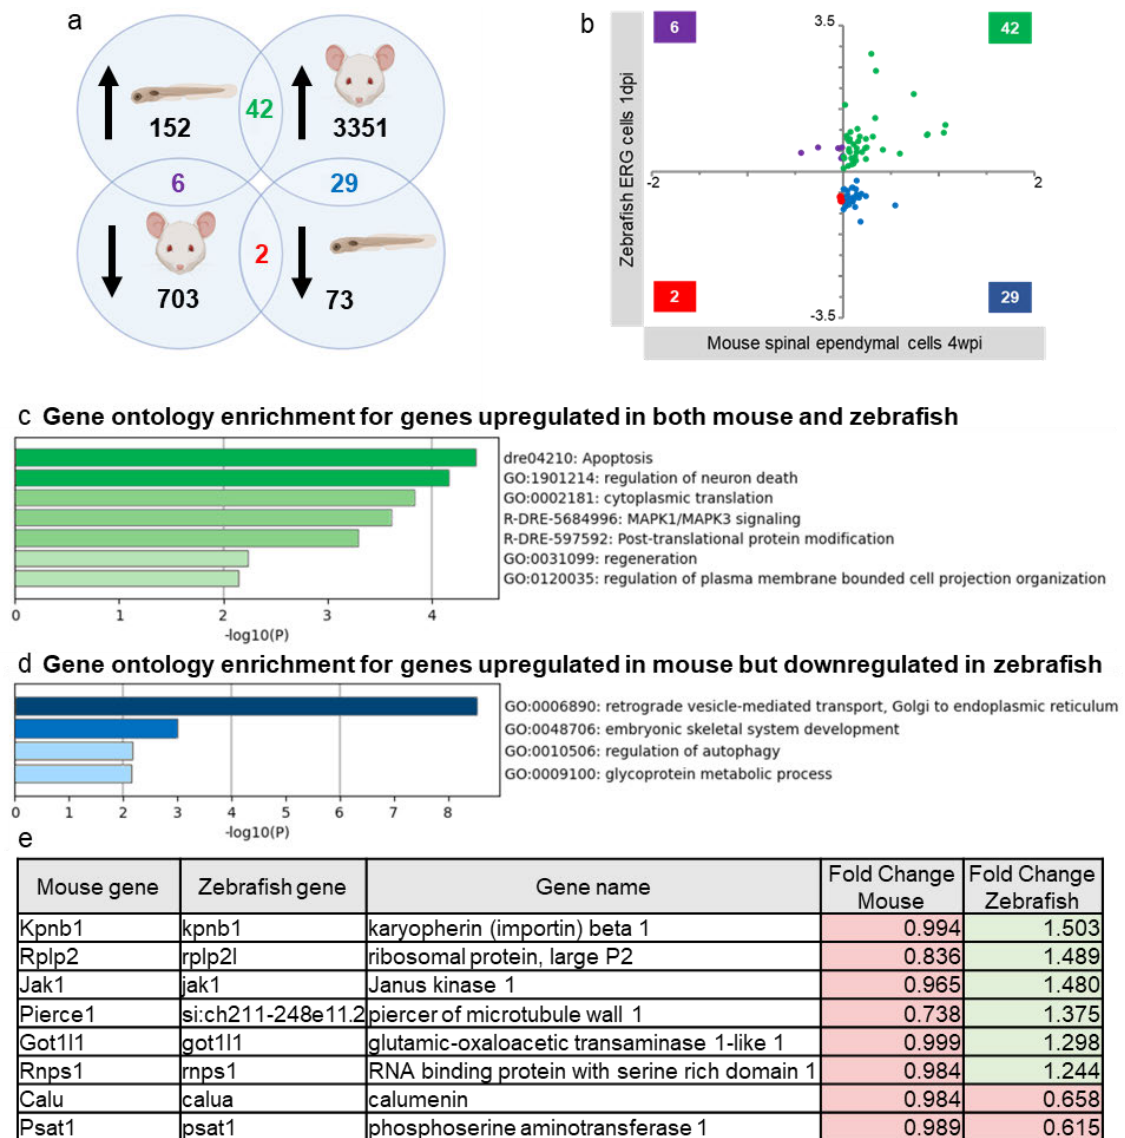 a
152
42
3351
6
29
703
2
73
b
Zebrafish ERG cells 1dpi
6
3.5
42
-2
2
2
-3.5
29
Mouse spinal ependymal cells 4wpi
c Gene ontology enrichment for genes upregulated in both mouse and zebrafish
dre04210: Apoptosis
GO:1901214: regulation of neuron death
GO:0002181: cytoplasmic translation
R-DRE-5684996: MAPK1/MAPK3 signaling
R-DRE-597592: Post-translational protein modification
GO:0031099: regeneration
GO:0120035: regulation of plasma membrane bounded cell projection organization
0 1 2 3 4
-log10(P)
d Gene ontology enrichment for genes upregulated in mouse but downregulated in zebrafish
GO:0006890: retrograde vesicle-mediated transport, Golgi to endoplasmic reticulum
GO:0048706: embryonic skeletal system development
GO:0010506: regulation of autophagy
GO:0009100: glycoprotein metabolic process
0 1 2 3 4 5 6 7 8
-log10(P)
e
Mouse gene Zebrafish gene Gene name Fold Change Mouse Fold Change Zebrafish
Kpnb1 kpnb1 karyopherin (importin) beta 1 0.994 1.503
Rplp2 rplp2l ribosomal protein, large P2 0.836 1.489
Jak1 jak1 Janus kinase 1 0.965 1.480
Pierce1 si:ch211-248e11.2 piercer of microtubule wall 1 0.738 1.375
Got1l1 got1l1 glutamic-oxaloacetic transaminase 1-like 1 0.999 1.298
Rnps1 rnps1 RNA binding protein with serine rich domain 1 0.984 1.244
Calu calua calumenin 0.984 0.658
Psat1 psat1 phosphoserine aminotransferase 1 0.989 0.615